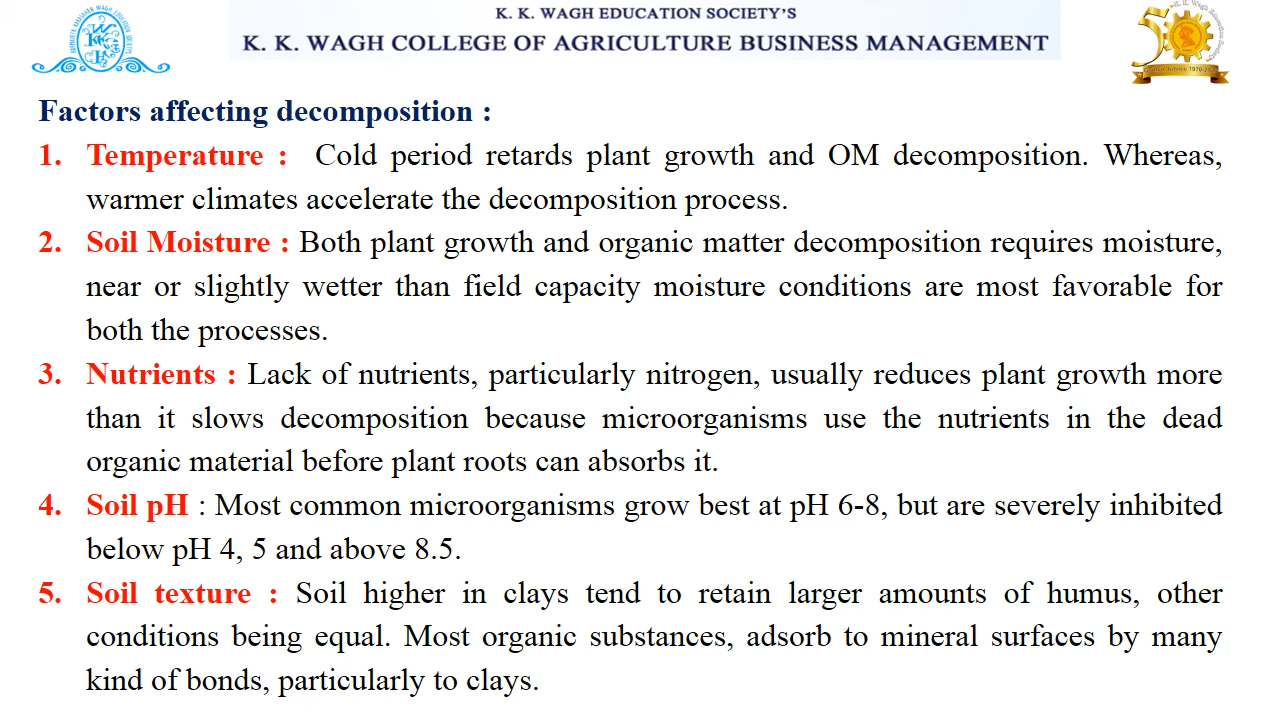 K. K. WAGH EDUCATION SOCIETY'S
K. K. WAGH COLLEGE OF AGRICULTURE BUSINESS MANAGEMENT
Factors affecting decomposition :
1. Temperature : Cold period retards plant growth and OM decomposition. Whereas,
warmer climates accelerate the decomposition process.
2. Soil Moisture : Both plant growth and organic matter decomposition requires moisture,
near or slightly wetter than field capacity moisture conditions are most favorable for
both the processes.
3. Nutrients : Lack of nutrients, particularly nitrogen, usually reduces plant growth more
than it slows decomposition because microorganisms use the nutrients in the dead
organic material before plant roots can absorbs it.
4. Soil pH : Most common microorganisms grow best at pH 6-8, but are severely inhibited
below pH 4, 5 and above 8.5.
5. Soil texture : Soil higher in clays tend to retain larger amounts of humus, other
conditions being equal. Most organic substances, adsorb to mineral surfaces by many
kind of bonds, particularly to clays.